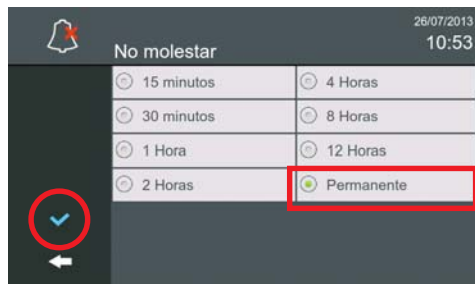 26/07/2013
10:53
No molestar
15 minutos
4 Horas
30 minutos
8 Horas
1 Hora
12 Horas
2 Horas
Permanente